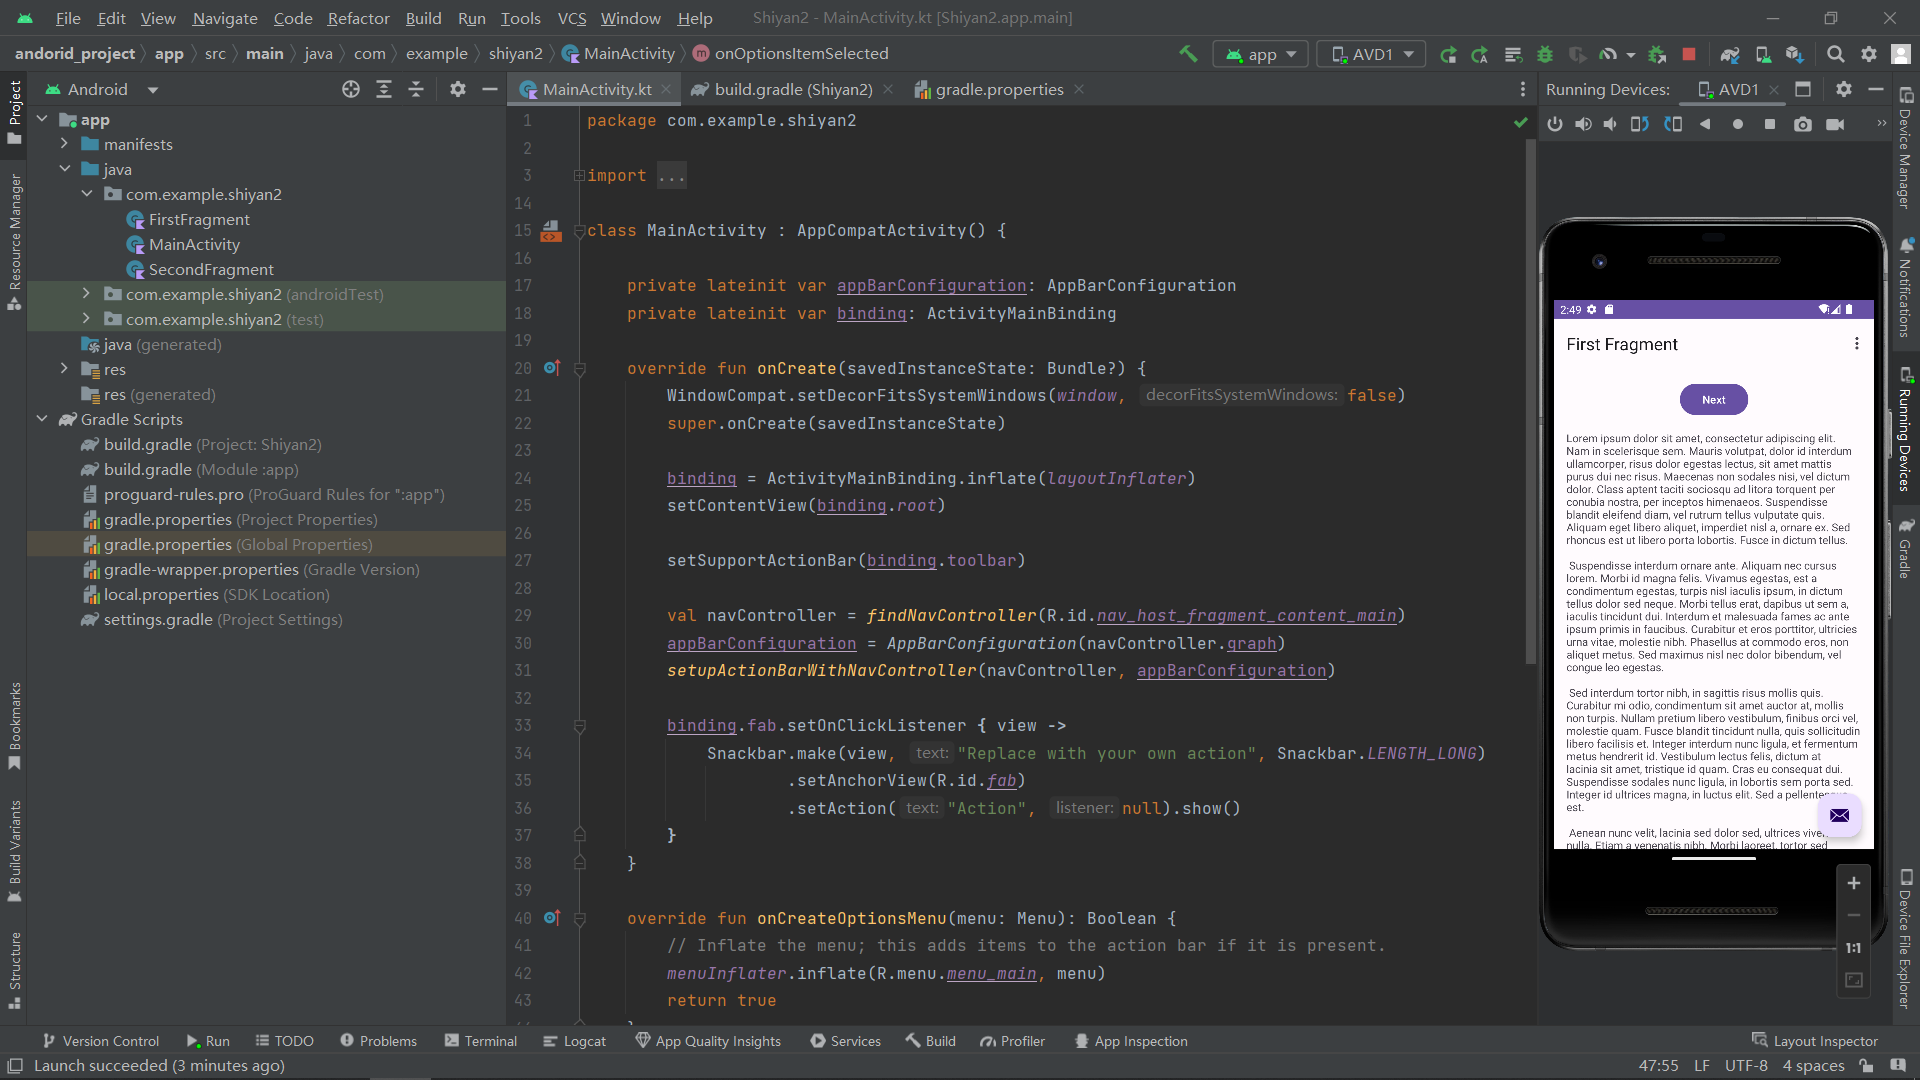 File Edit View Navigate Code Refactor Build Run Tools VCS Window Help Shiyan2 - MainActivity.kt [Shiyan2.app.main]
andorid_project app src main java com example shiyan2 MainActivity onOptionsItemSelected app AVD1
Android
MainActivity.kt build.gradle (Shiyan2) gradle.properties
Running Devices: AVD1
Project
Resource Manager
Bookmarks
Build Variants
Structure
app
manifests
java
com.example.shiyan2
FirstFragment
MainActivity
SecondFragment
com.example.shiyan2 (androidTest)
com.example.shiyan2 (test)
java (generated)
res
res (generated)
Gradle Scripts
build.gradle (Project: Shiyan2)
build.gradle (Module :app)
proguard-rules.pro (ProGuard Rules for ":app")
gradle.properties (Project Properties)
gradle.properties (Global Properties)
gradle-wrapper.properties (Gradle Version)
local.properties (SDK Location)
settings.gradle (Project Settings)
1 package com.example.shiyan2
2
3 import ...
14
15 class MainActivity : AppCompatActivity() {
16
17 private lateinit var appBarConfiguration: AppBarConfiguration
18 private lateinit var binding: ActivityMainBinding
19
20 override fun onCreate(savedInstanceState: Bundle?) {
21 WindowCompat.setDecorFitsSystemWindows(window, decorFitsSystemWindows: false)
22 super.onCreate(savedInstanceState)
23
24 binding = ActivityMainBinding.inflate(layoutInflater)
25 setContentView(binding.root)
26
27 setSupportActionBar(binding.toolbar)
28
29 val navController = findNavController(R.id.nav_host_fragment_content_main)
30 appBarConfiguration = AppBarConfiguration(navController.graph)
31 setupActionBarWithNavController(navController, appBarConfiguration)
32
33 binding.fab.setOnClickListener { view ->
34 Snackbar.make(view, text: "Replace with your own action", Snackbar.LENGTH_LONG)
35 .setAnchorView(R.id.fab)
36 .setAction( text: "Action", listener: null).show()
37 }
38 }
39
40 override fun onCreateOptionsMenu(menu: Menu): Boolean {
41 // Inflate the menu; this adds items to the action bar if it is present.
42 menuInflater.inflate(R.menu.menu_main, menu)
43 return true
2:49
First Fragment
Next
Lorem ipsum dolor sit amet, consectetur adipiscing elit.
Nam in scelerisque sem. Mauris volutpat, dolor id interdum
ullamcorper, risus dolor egestas lectus, sit amet mattis
purus dui nec risus. Maecenas non sodales nisi, vel dictum
dolor. Class aptent taciti sociosqu ad litora torquent per
conubia nostra, per inceptos himenaeos. Suspendisse
blandit eleifend diam, vel rutrum tellus vulputate quis.
Aliquam eget libero aliquet, imperdiet nisl a, ornare ex. Sed
rhoncus est ut libero porta lobortis. Fusce in dictum tellus.
Suspendisse interdum ornare ante. Aliquam nec cursus
lorem. Morbi id magna felis. Vivamus egestas, est a
condimentum egestas, turpis nisl iaculis ipsum, in dictum
tellus dolor sed neque. Morbi tellus erat, dapibus ut sem a,
iaculis tincidunt dui. Interdum et malesuada fames ac ante
ipsum primis in faucibus. Curabitur et eros porttitor, ultricies
urna vitae, molestie nibh. Phasellus at commodo eros, non
aliquet metus. Sed maximus nisl nec dolor bibendum, vel
congue leo egestas.
Sed interdum tortor nibh, in sagittis risus mollis quis.
Curabitur mi odio, condimentum sit amet auctor at, mollis
non turpis. Nullam pretium libero vestibulum, finibus orci vel,
molestie quam. Fusce blandit tincidunt nulla, quis sollicitudin
libero facilisis et. Integer interdum nunc ligula, et fermentum
metus hendrerit id. Vestibulum lectus felis, dictum at
lacinia sit amet, tristique id quam. Cras eu consequat dui.
Suspendisse sodales nunc ligula, in lobortis sem porta sed.
Integer id ultrices magna, in luctus elit. Sed a pellentesque
est.
Aenean nunc velit, lacinia sed dolor sed, ultrices
nulla. Etiam a venenatis nibh. Morbi laoreet, tortor sed
1:1
Device Manager
Notifications
Running Devices
Gradle
Device File Explorer
Version Control Run TODO Problems Terminal Logcat App Quality Insights Services Build Profiler App Inspection Layout Inspector
Launch succeeded (3 minutes ago) 47:55 LF UTF-8 4 spaces